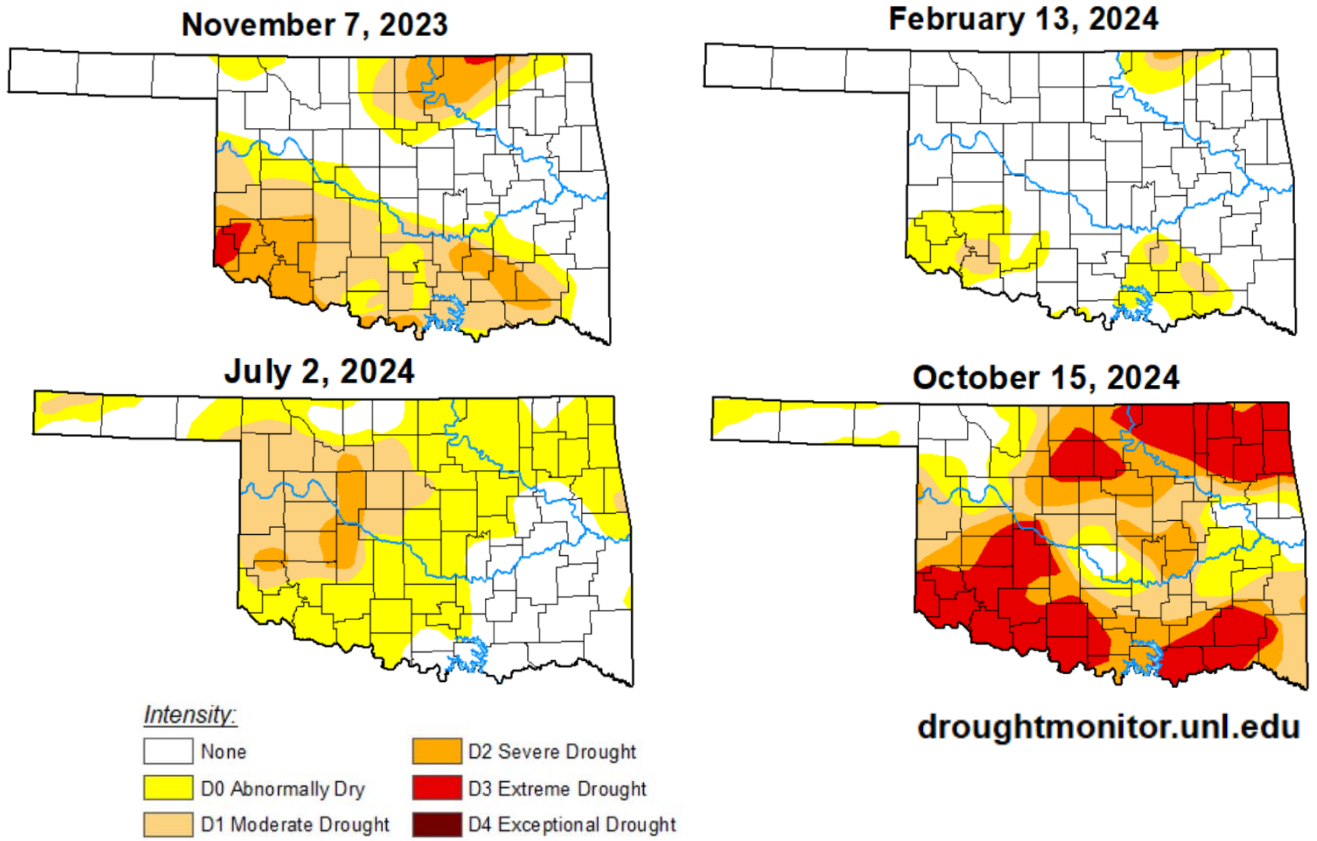 November 7, 2023
February 13, 2024
July 2, 2024
October 15, 2024
Intensity:
None
D0 Abnormally Dry
D1 Moderate Drought
D2 Severe Drought
D3 Extreme Drought
D4 Exceptional Drought
droughtmonitor.unl.edu